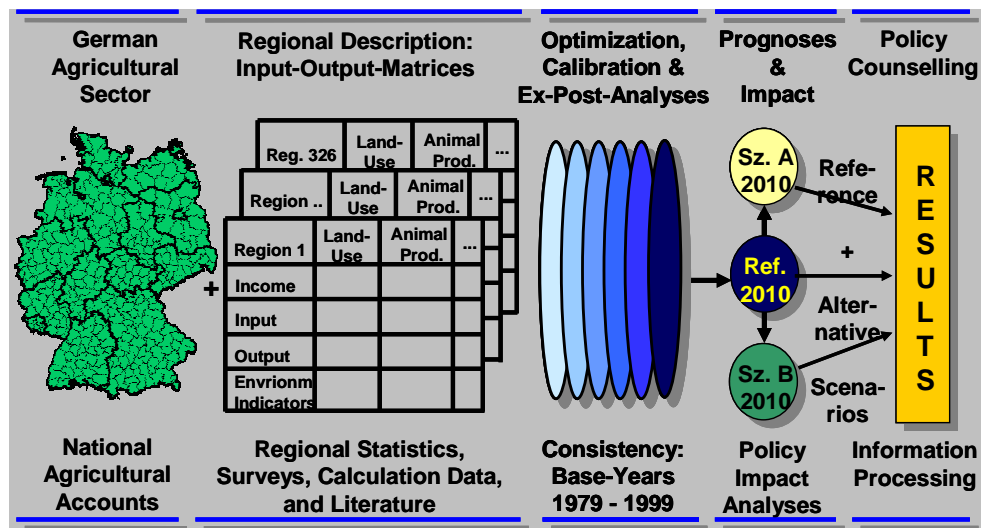 German
Agricultural
Sector
Regional Description:
Input-Output-Matrices
Optimization,
Calibration &
Ex-Post-Analyses
Prognoses
&
Impact
Policy
Counselling
Reg. 326
Land-
Use
Animal
Prod.
...
Region ..
Land-
Use
Animal
Prod.
...
Region 1
Land-
Use
Animal
Prod.
...
+
Income
Input
Output
Envrionm
Indicators
Sz. A
2010
Ref.
2010
Sz. B
2010
Refe-
rence
+
Alter-
native
Scena-
rios
R
E
S
U
L
T
S
National
Agricultural
Accounts
Regional Statistics,
Surveys, Calculation Data,
and Literature
Consistency:
Base-Years
1979 - 1999
Policy
Impact
Analyses
Information
Processing